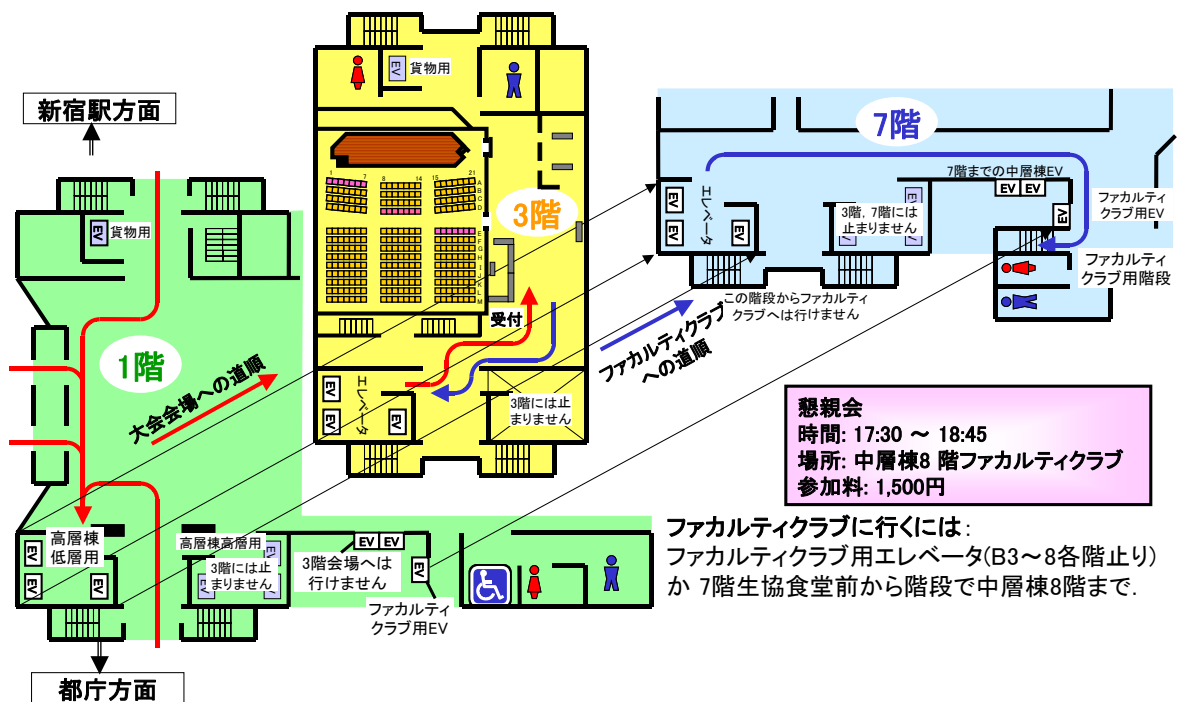 新宿駅方面
EV
貨物用
1階
大会会場への道順
高層棟
低層用
EV
EV
EV
高層棟高層用
3階には止
まりません
EV
EV
EV
EV
EV
3階会場へは
行けません
EV
ファカルティ
クラブ用EV
都庁方面
EV
貨物用
1
7
8
14
15
21
A
B
C
D
E
F
G
H
I
J
K
L
M
3階
受付
エレベータ
EV
EV
EV
3階には止
まりません
ファカルティクラブ
への道順
7階
7階までの中層棟EV
EV
EV
EV
ファカルティ
クラブ用EV
ファカルティ
クラブ用階段
エレベータ
EV
EV
EV
3階, 7階には
止まりません
EV
EV
EV
この階段からファカルティ
クラブへは行けません
懇親会
時間: 17:30 ～ 18:45
場所: 中層棟8 階ファカルティクラブ
参加料: 1,500円
ファカルティクラブに行くには:
ファカルティクラブ用エレベータ(B3～8各階止り)
か 7階生協食堂前から階段で中層棟8階まで.